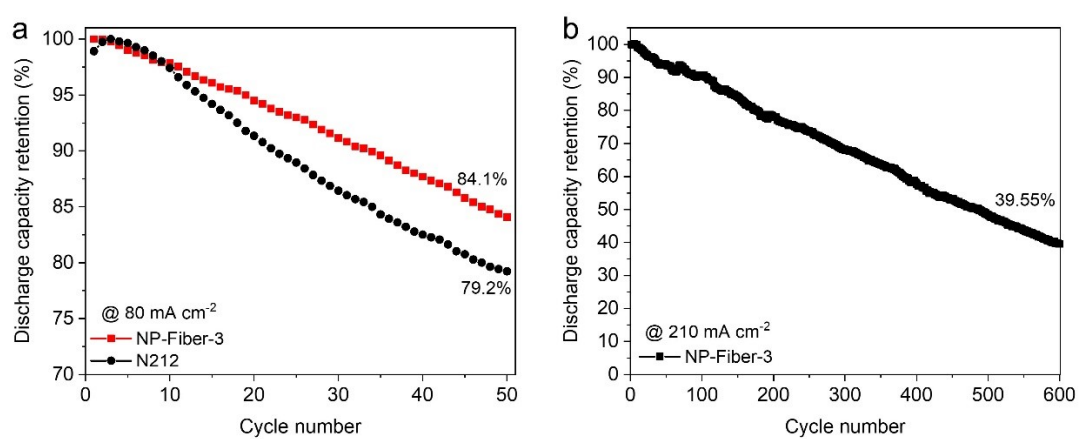 a
100
95
90
85
80
75
70
Discharge capacity retention (%)
84.1%
79.2%
@ 80 mA cm⁻²
NP-Fiber-3
N212
0 10 20 30 40 50
Cycle number
b
100
90
80
70
60
50
40
30
20
10
0
Discharge capacity retention (%)
39.55%
@ 210 mA cm⁻²
NP-Fiber-3
0 100 200 300 400 500 600
Cycle number